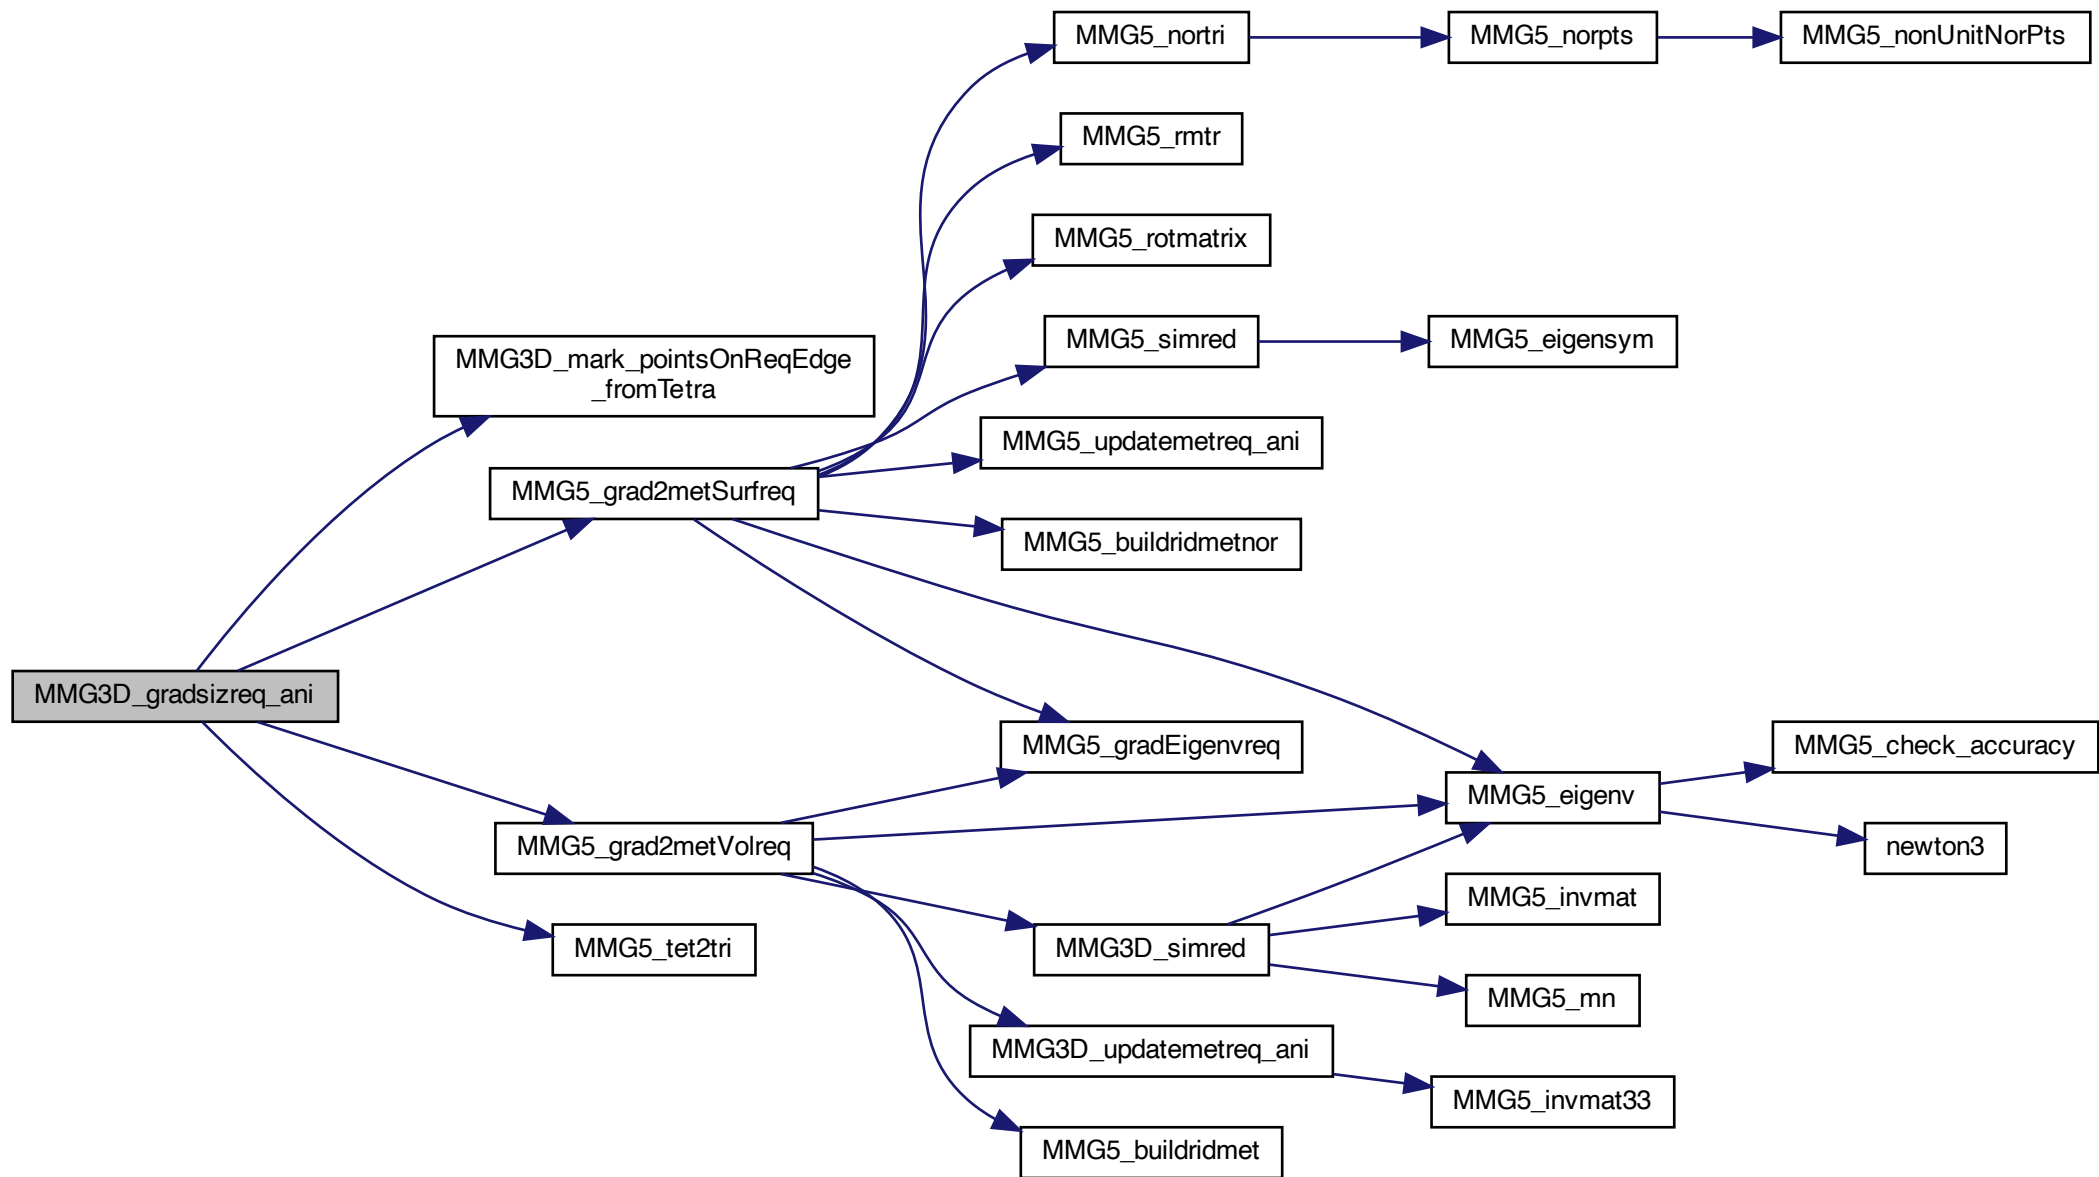 MMG5_nortri
MMG5_norpts
MMG5_nonUnitNorPts
MMG5_rmtr
MMG5_rotmatrix
MMG5_simred
MMG5_eigensym
MMG3D_mark_pointsOnReqEdge
_fromTetra
MMG5_updatemetreq_ani
MMG5_grad2metSurfreq
MMG5_buildridmetnor
MMG3D_gradsizreq_ani
MMG5_gradEigenvreq
MMG5_check_accuracy
MMG5_eigenv
MMG5_grad2metVolreq
newton3
MMG5_invmat
MMG5_tet2tri
MMG3D_simred
MMG5_mn
MMG3D_updatemetreq_ani
MMG5_invmat33
MMG5_buildridmet